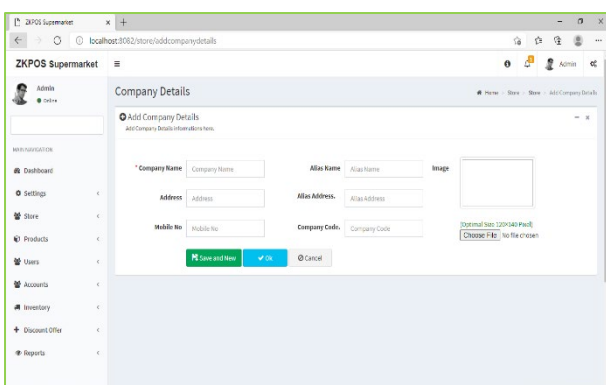 ZKPOS Supermarket
localhost:8082/store/addcompanydetails
ZKPOS Supermarket
Admin
Admin
Online
Company Details
Home > Store > Store > Add Company Details
Add Company Details
Add Company Details informations here.
MAIN NAVIGATION
Dashboard
Settings
Store
Products
Users
Accounts
Inventory
Discount Offer
Reports
* Company Name Company Name Alias Name Alias Name Image
Address Address Alias Address. Alias Address
Mobile No Mobile No Company Code. Company Code
[Optimal Size 120X140 Pixel]
Choose File No file chosen
Save and New Ok Cancel